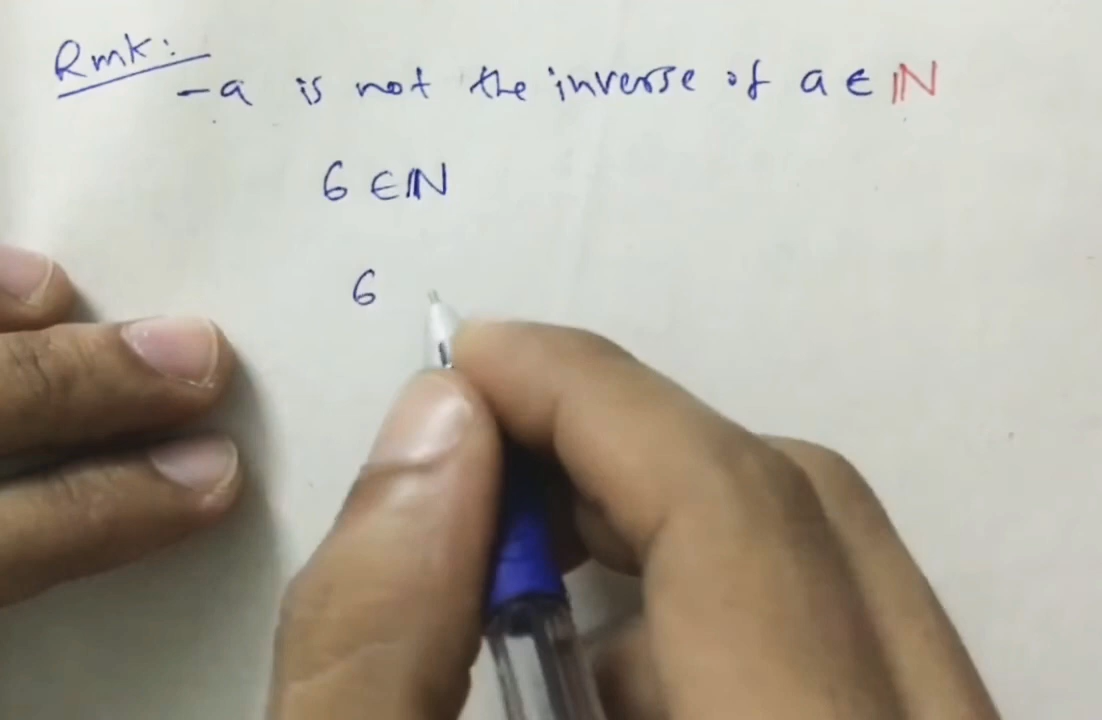 Rmk:
-a is not the inverse of a ∈ ℕ
6 ∈ ℕ
6